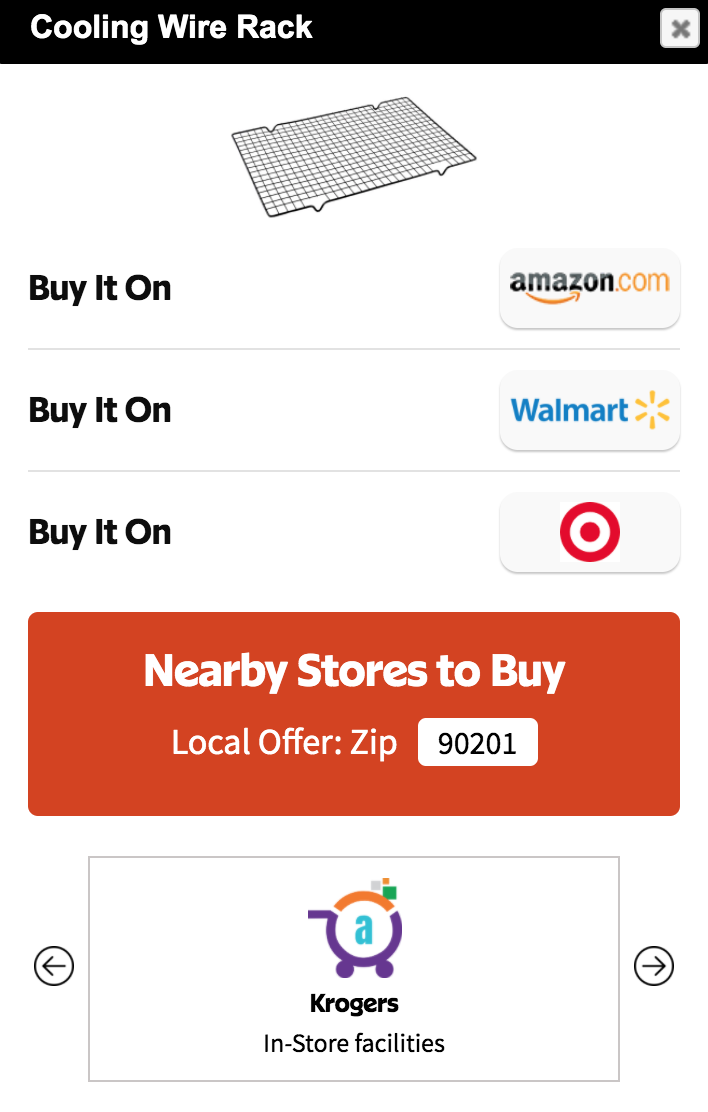 Cooling Wire Rack
Buy It On
amazon.com
Buy It On
Walmart
Buy It On
Nearby Stores to Buy
Local Offer: Zip 90201
a
Krogers
In-Store facilities